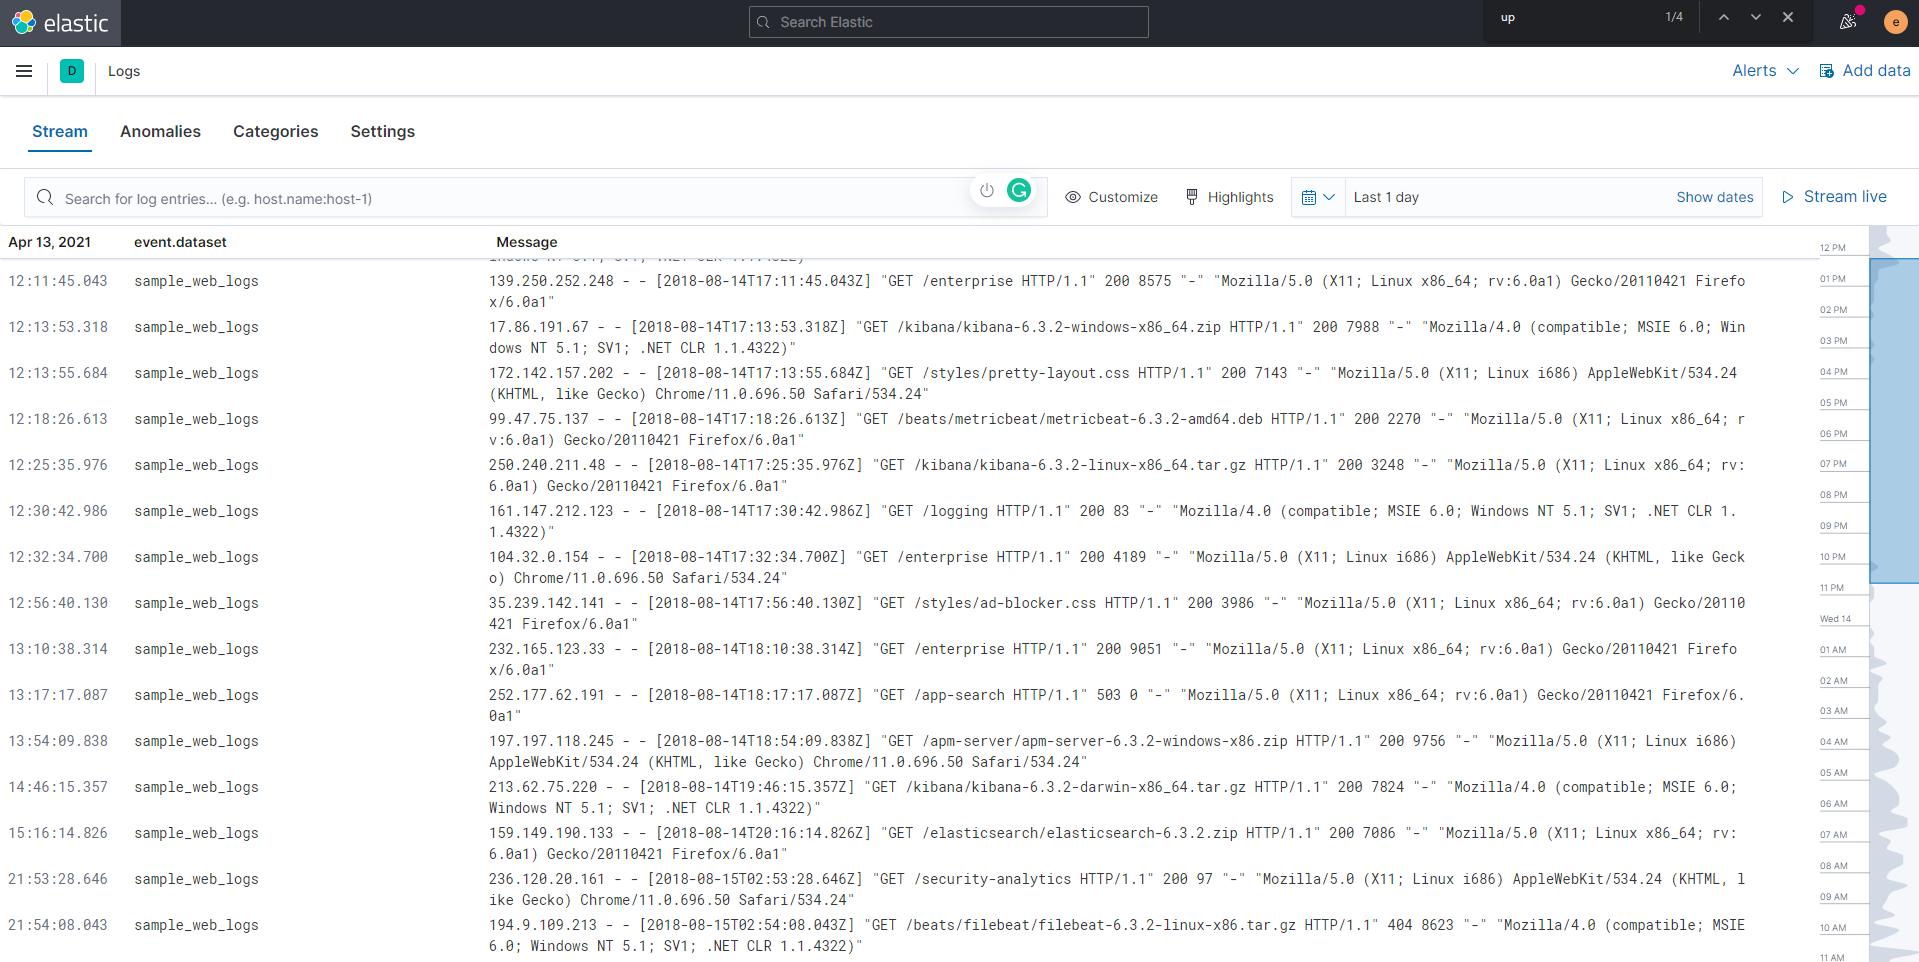 elastic
Search Elastic
up 1/4
e
D Logs
Alerts Add data
Stream Anomalies Categories Settings
Search for log entries... (e.g. host.name:host-1)
Customize Highlights Last 1 day Show dates Stream live
Apr 13, 2021 event.dataset Message
12:11:45.043 sample_web_logs 139.250.252.248 - - [2018-08-14T17:11:45.043Z] "GET /enterprise HTTP/1.1" 200 8575 "-" "Mozilla/5.0 (X11; Linux x86_64; rv:6.0a1) Gecko/20110421 Firefo
x/6.0a1"
12:13:53.318 sample_web_logs 17.86.191.67 - - [2018-08-14T17:13:53.318Z] "GET /kibana/kibana-6.3.2-windows-x86_64.zip HTTP/1.1" 200 7988 "-" "Mozilla/4.0 (compatible; MSIE 6.0; Win
dows NT 5.1; SV1; .NET CLR 1.1.4322)"
12:13:55.684 sample_web_logs 172.142.157.202 - - [2018-08-14T17:13:55.684Z] "GET /styles/pretty-layout.css HTTP/1.1" 200 7143 "-" "Mozilla/5.0 (X11; Linux i686) AppleWebKit/534.24
(KHTML, like Gecko) Chrome/11.0.696.50 Safari/534.24"
12:18:26.613 sample_web_logs 99.47.75.137 - - [2018-08-14T17:18:26.613Z] "GET /beats/metricbeat/metricbeat-6.3.2-amd64.deb HTTP/1.1" 200 2270 "-" "Mozilla/5.0 (X11; Linux x86_64; r
v:6.0a1) Gecko/20110421 Firefox/6.0a1"
12:25:35.976 sample_web_logs 250.240.211.48 - - [2018-08-14T17:25:35.976Z] "GET /kibana/kibana-6.3.2-linux-x86_64.tar.gz HTTP/1.1" 200 3248 "-" "Mozilla/5.0 (X11; Linux x86_64; rv:
6.0a1) Gecko/20110421 Firefox/6.0a1"
12:30:42.986 sample_web_logs 161.147.212.123 - - [2018-08-14T17:30:42.986Z] "GET /logging HTTP/1.1" 200 83 "-" "Mozilla/4.0 (compatible; MSIE 6.0; Windows NT 5.1; SV1; .NET CLR 1.
1.4322)"
12:32:34.700 sample_web_logs 104.32.0.154 - - [2018-08-14T17:32:34.700Z] "GET /enterprise HTTP/1.1" 200 4189 "-" "Mozilla/5.0 (X11; Linux i686) AppleWebKit/534.24 (KHTML, like Geck
o) Chrome/11.0.696.50 Safari/534.24"
12:56:40.130 sample_web_logs 35.239.142.141 - - [2018-08-14T17:56:40.130Z] "GET /styles/ad-blocker.css HTTP/1.1" 200 3986 "-" "Mozilla/5.0 (X11; Linux x86_64; rv:6.0a1) Gecko/20110
421 Firefox/6.0a1"
13:10:38.314 sample_web_logs 232.165.123.33 - - [2018-08-14T18:10:38.314Z] "GET /enterprise HTTP/1.1" 200 9051 "-" "Mozilla/5.0 (X11; Linux x86_64; rv:6.0a1) Gecko/20110421 Firefo
x/6.0a1"
13:17:17.087 sample_web_logs 252.177.62.191 - - [2018-08-14T18:17:17.087Z] "GET /app-search HTTP/1.1" 503 0 "-" "Mozilla/5.0 (X11; Linux x86_64; rv:6.0a1) Gecko/20110421 Firefox/6.
0a1"
13:54:09.838 sample_web_logs 197.197.118.245 - - [2018-08-14T18:54:09.838Z] "GET /apm-server/apm-server-6.3.2-windows-x86.zip HTTP/1.1" 200 9756 "-" "Mozilla/5.0 (X11; Linux i686)
AppleWebKit/534.24 (KHTML, like Gecko) Chrome/11.0.696.50 Safari/534.24"
14:46:15.357 sample_web_logs 213.62.75.220 - - [2018-08-14T19:46:15.357Z] "GET /kibana/kibana-6.3.2-darwin-x86_64.tar.gz HTTP/1.1" 200 7824 "-" "Mozilla/4.0 (compatible; MSIE 6.0;
Windows NT 5.1; SV1; .NET CLR 1.1.4322)"
15:16:14.826 sample_web_logs 159.149.190.133 - - [2018-08-14T20:16:14.826Z] "GET /elasticsearch/elasticsearch-6.3.2.zip HTTP/1.1" 200 7086 "-" "Mozilla/5.0 (X11; Linux x86_64; rv:
6.0a1) Gecko/20110421 Firefox/6.0a1"
21:53:28.646 sample_web_logs 236.120.20.161 - - [2018-08-15T02:53:28.646Z] "GET /security-analytics HTTP/1.1" 200 97 "-" "Mozilla/5.0 (X11; Linux i686) AppleWebKit/534.24 (KHTML, l
ike Gecko) Chrome/11.0.696.50 Safari/534.24"
21:54:08.043 sample_web_logs 194.9.109.213 - - [2018-08-15T02:54:08.043Z] "GET /beats/filebeat/filebeat-6.3.2-linux-x86.tar.gz HTTP/1.1" 404 8623 "-" "Mozilla/4.0 (compatible; MSIE
6.0; Windows NT 5.1; SV1; .NET CLR 1.1.4322)"
12 PM
01 PM
02 PM
03 PM
04 PM
05 PM
06 PM
07 PM
08 PM
09 PM
10 PM
11 PM
Wed 14
01 AM
02 AM
03 AM
04 AM
05 AM
06 AM
07 AM
08 AM
09 AM
10 AM
11 AM